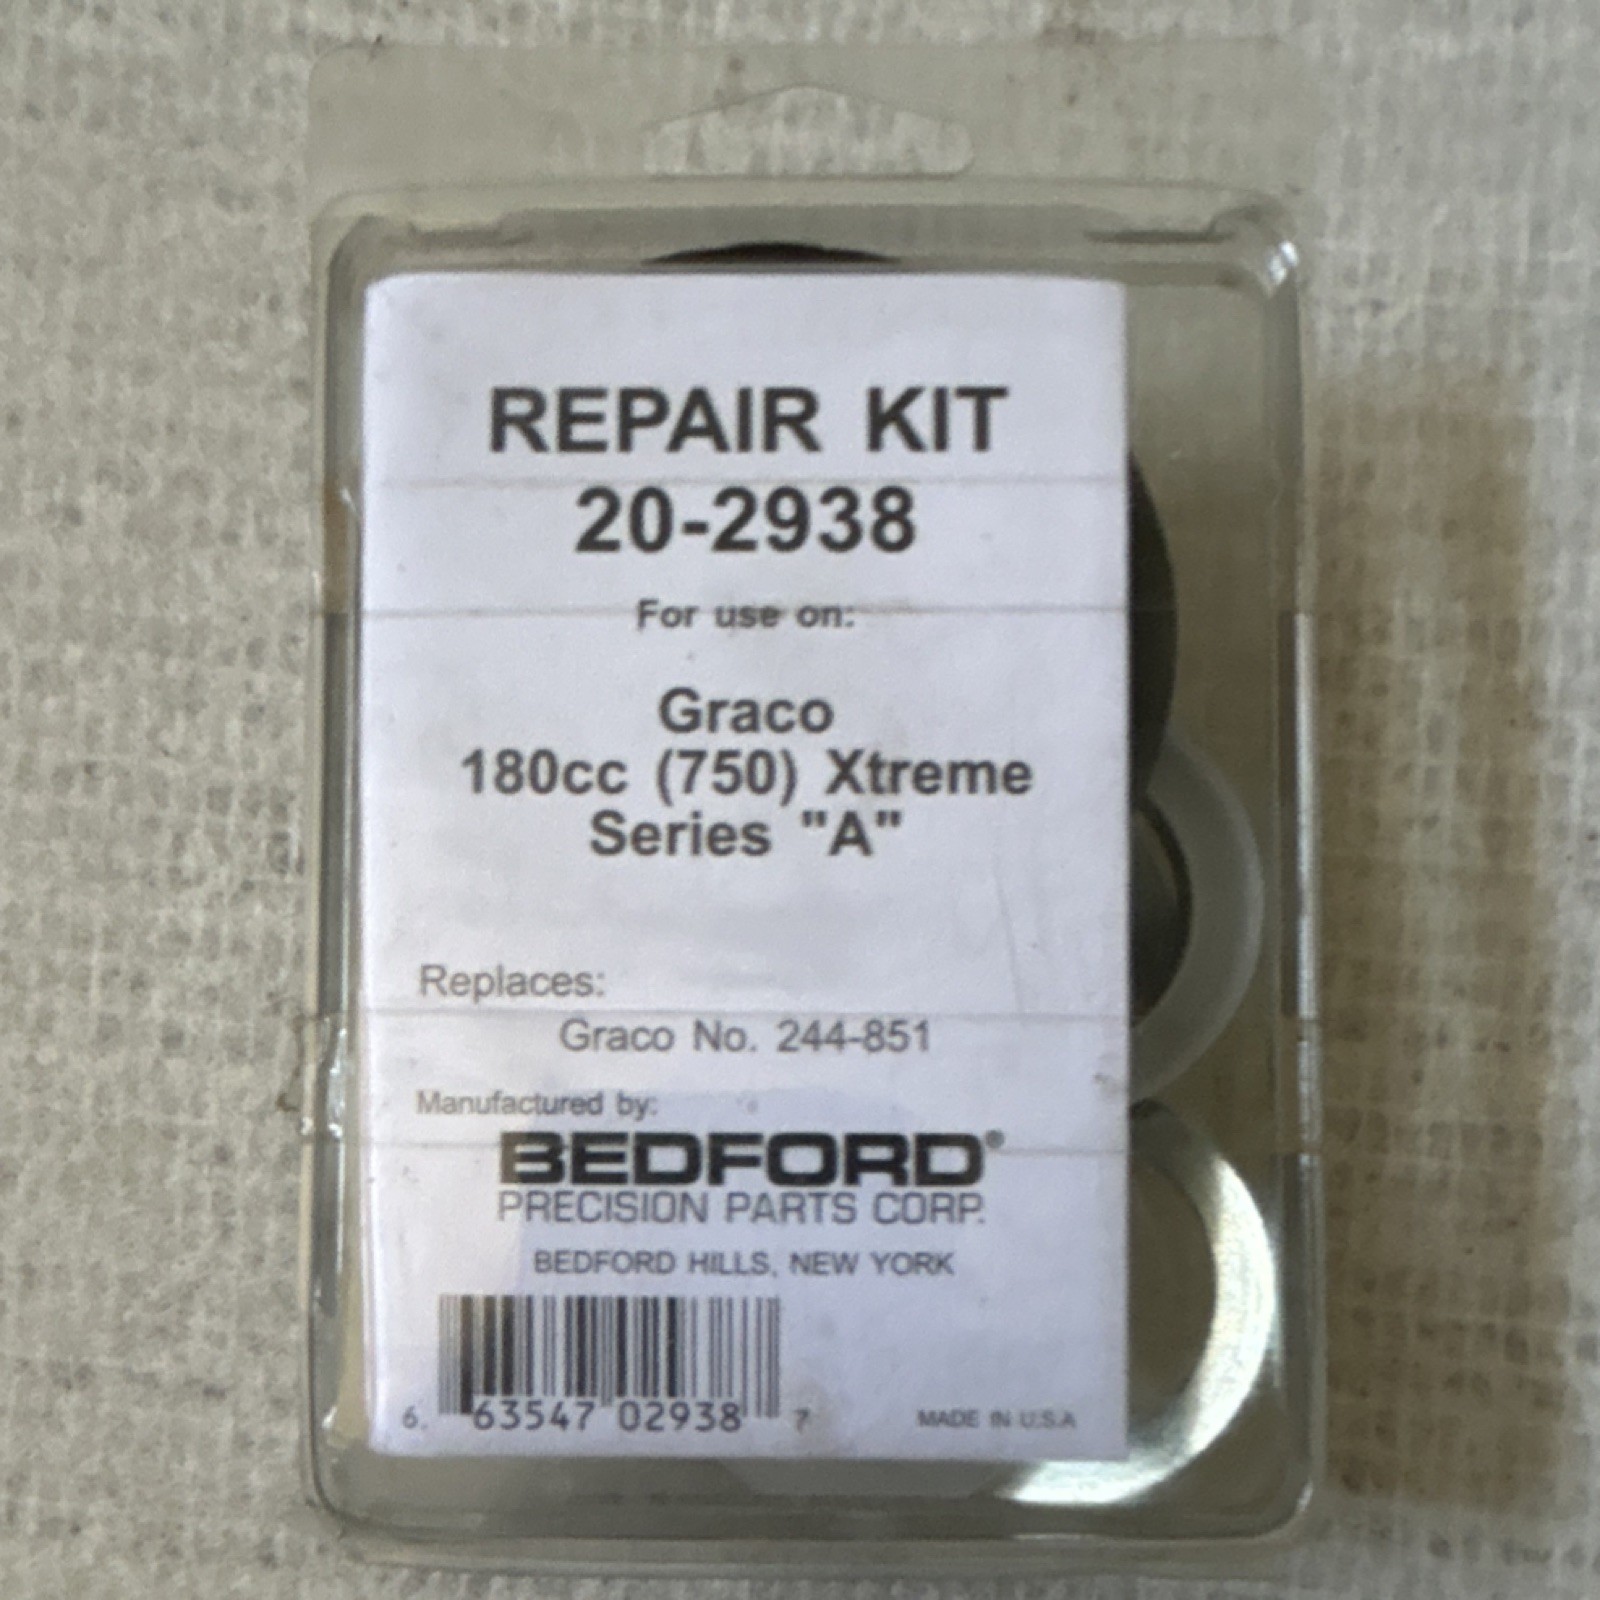 REPAIR KIT
20-2938
For use on:
Graco
180cc (750) Xtreme
Series "A"
Replaces:
Graco No. 244-851
Manufactured by:
BEDFORD®
PRECISION PARTS CORP.
BEDFORD HILLS, NEW YORK
6. 63547 02938 7
MADE IN U.S.A